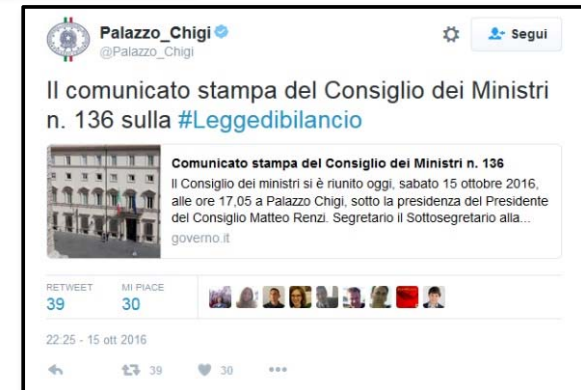 Palazzo_Chigi
@Palazzo_Chigi
Segui
Il comunicato stampa del Consiglio dei Ministri
n. 136 sulla #Leggedibilancio
Comunicato stampa del Consiglio dei Ministri n. 136
Il Consiglio dei ministri si è riunito oggi, sabato 15 ottobre 2016,
alle ore 17,05 a Palazzo Chigi, sotto la presidenza del Presidente
del Consiglio Matteo Renzi. Segretario il Sottosegretario alla...
governo.it
RETWEET MI PIACE
39 30
22:25 - 15 ott 2016
39 30